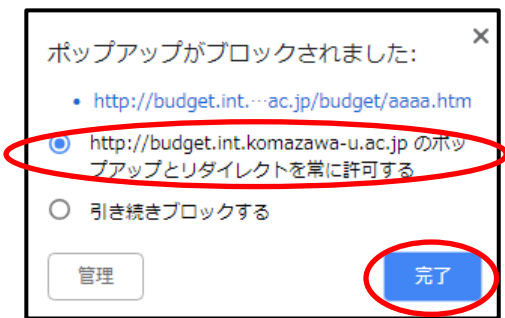 ポップアップがブロックされました:
• http://budget.int.…ac.jp/budget/aaaa.htm
http://budget.int.komazawa-u.ac.jp のポッ
プアップとリダイレクトを常に許可する
引き続きブロックする
管理
完了